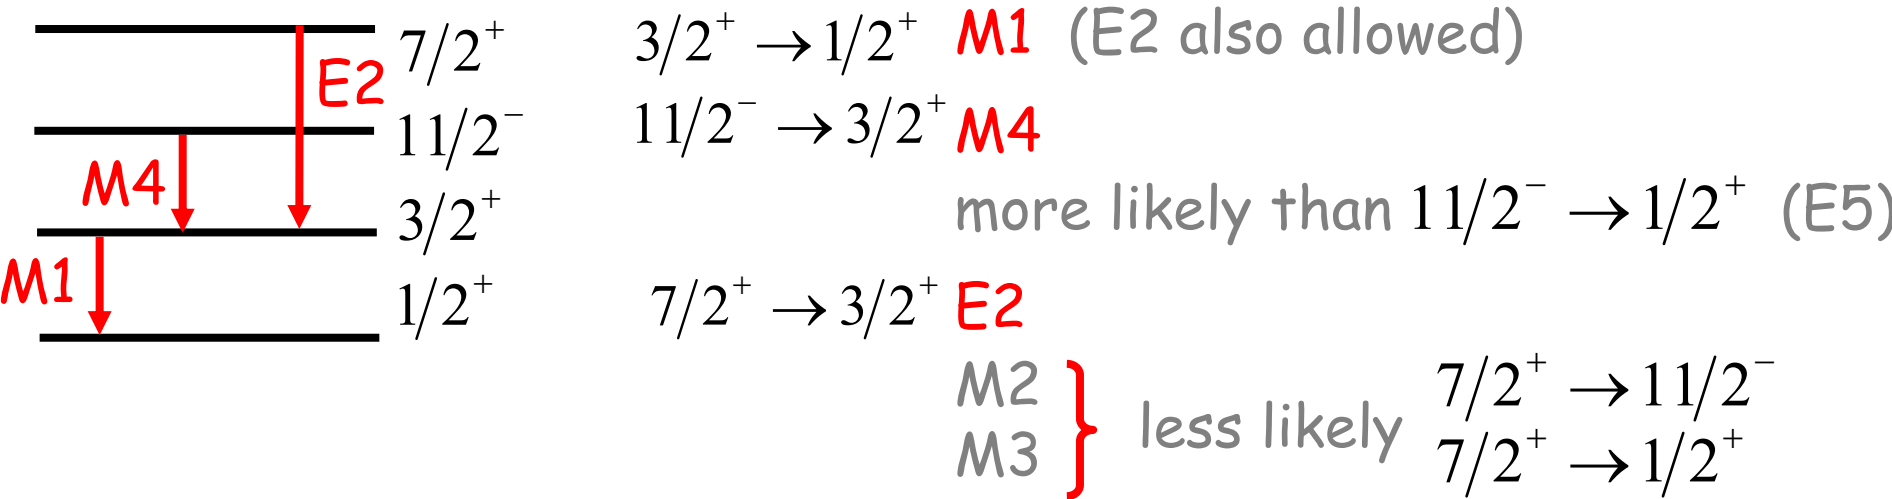 7/2⁺ 3/2⁺ → 1/2⁺ M1 (E2 also allowed)
E2
11/2⁻ 11/2⁻ → 3/2⁺ M4
M4
3/2⁺ more likely than 11/2⁻ → 1/2⁺ (E5)
M1
1/2⁺ 7/2⁺ → 3/2⁺ E2
M2 } less likely 7/2⁺ → 11/2⁻
M3 7/2⁺ → 1/2⁺